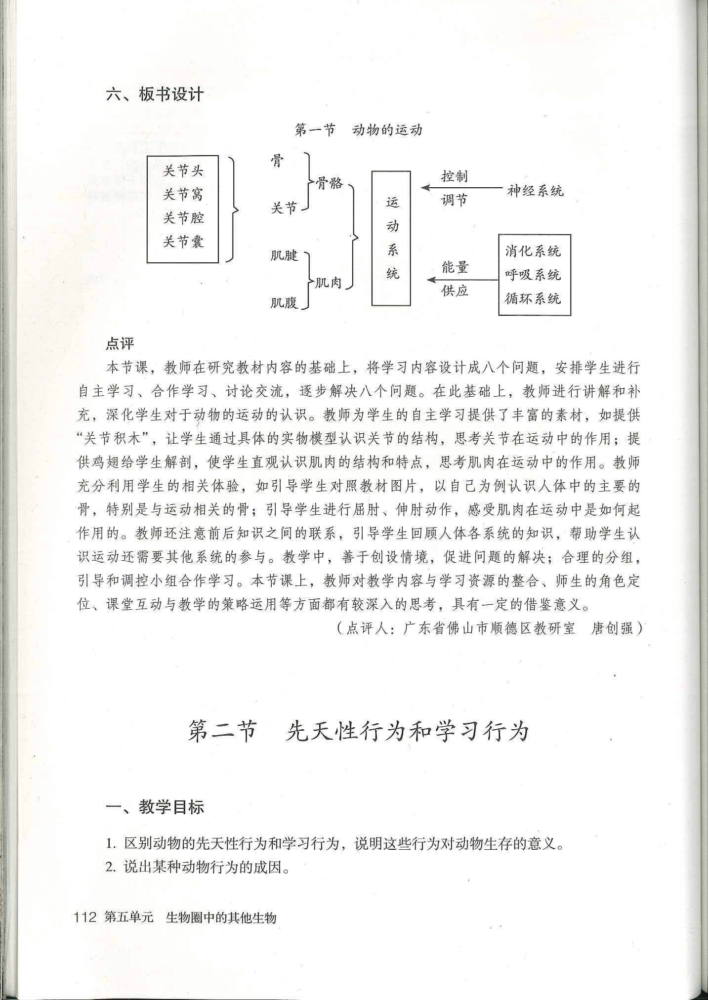 六、板书设计
第一节　动物的运动
关节头
关节窝
关节腔
关节囊
骨
关节
骨骼
肌腱
肌腹
肌肉
运动系统
控制
调节
神经系统
能量
供应
消化系统
呼吸系统
循环系统
点评
本节课，教师在研究教材内容的基础上，将学习内容设计成八个问题，安排学生进行
自主学习、合作学习、讨论交流，逐步解决八个问题。在此基础上，教师进行讲解和补
充，深化学生对于动物的运动的认识。教师为学生的自主学习提供了丰富的素材，如提供
“关节积木”，让学生通过具体的实物模型认识关节的结构，思考关节在运动中的作用；提
供鸡翅给学生解剖，使学生直观认识肌肉的结构和特点，思考肌肉在运动中的作用。教师
充分利用学生的相关体验，如引导学生对照教材图片，以自己为例认识人体中的主要的
骨，特别是与运动相关的骨；引导学生进行屈肘、伸肘动作，感受肌肉在运动中是如何起
作用的。教师还注意前后知识之间的联系，引导学生回顾人体各系统的知识，帮助学生认
识运动还需要其他系统的参与。教学中，善于创设情境，促进问题的解决；合理的分组，
引导和调控小组合作学习。本节课上，教师对教学内容与学习资源的整合、师生的角色定
位、课堂互动与教学的策略运用等方面都有较深入的思考，具有一定的借鉴意义。
（点评人：广东省佛山市顺德区教研室　唐创强）
第二节　先天性行为和学习行为
一、教学目标
1. 区别动物的先天性行为和学习行为，说明这些行为对动物生存的意义。
2. 说出某种动物行为的成因。
112 第五单元　生物圈中的其他生物